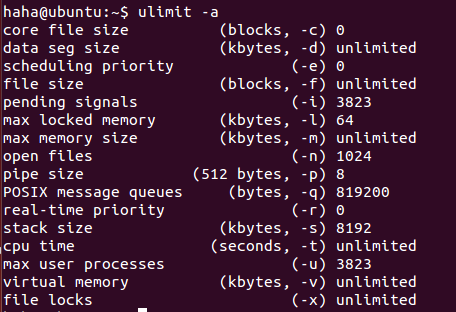 haha@ubuntu:~$ ulimit -a
core file size          (blocks, -c) 0
data seg size           (kbytes, -d) unlimited
scheduling priority             (-e) 0
file size               (blocks, -f) unlimited
pending signals                 (-i) 3823
max locked memory       (kbytes, -l) 64
max memory size         (kbytes, -m) unlimited
open files                      (-n) 1024
pipe size            (512 bytes, -p) 8
POSIX message queues     (bytes, -q) 819200
real-time priority              (-r) 0
stack size              (kbytes, -s) 8192
cpu time               (seconds, -t) unlimited
max user processes              (-u) 3823
virtual memory          (kbytes, -v) unlimited
file locks                      (-x) unlimited